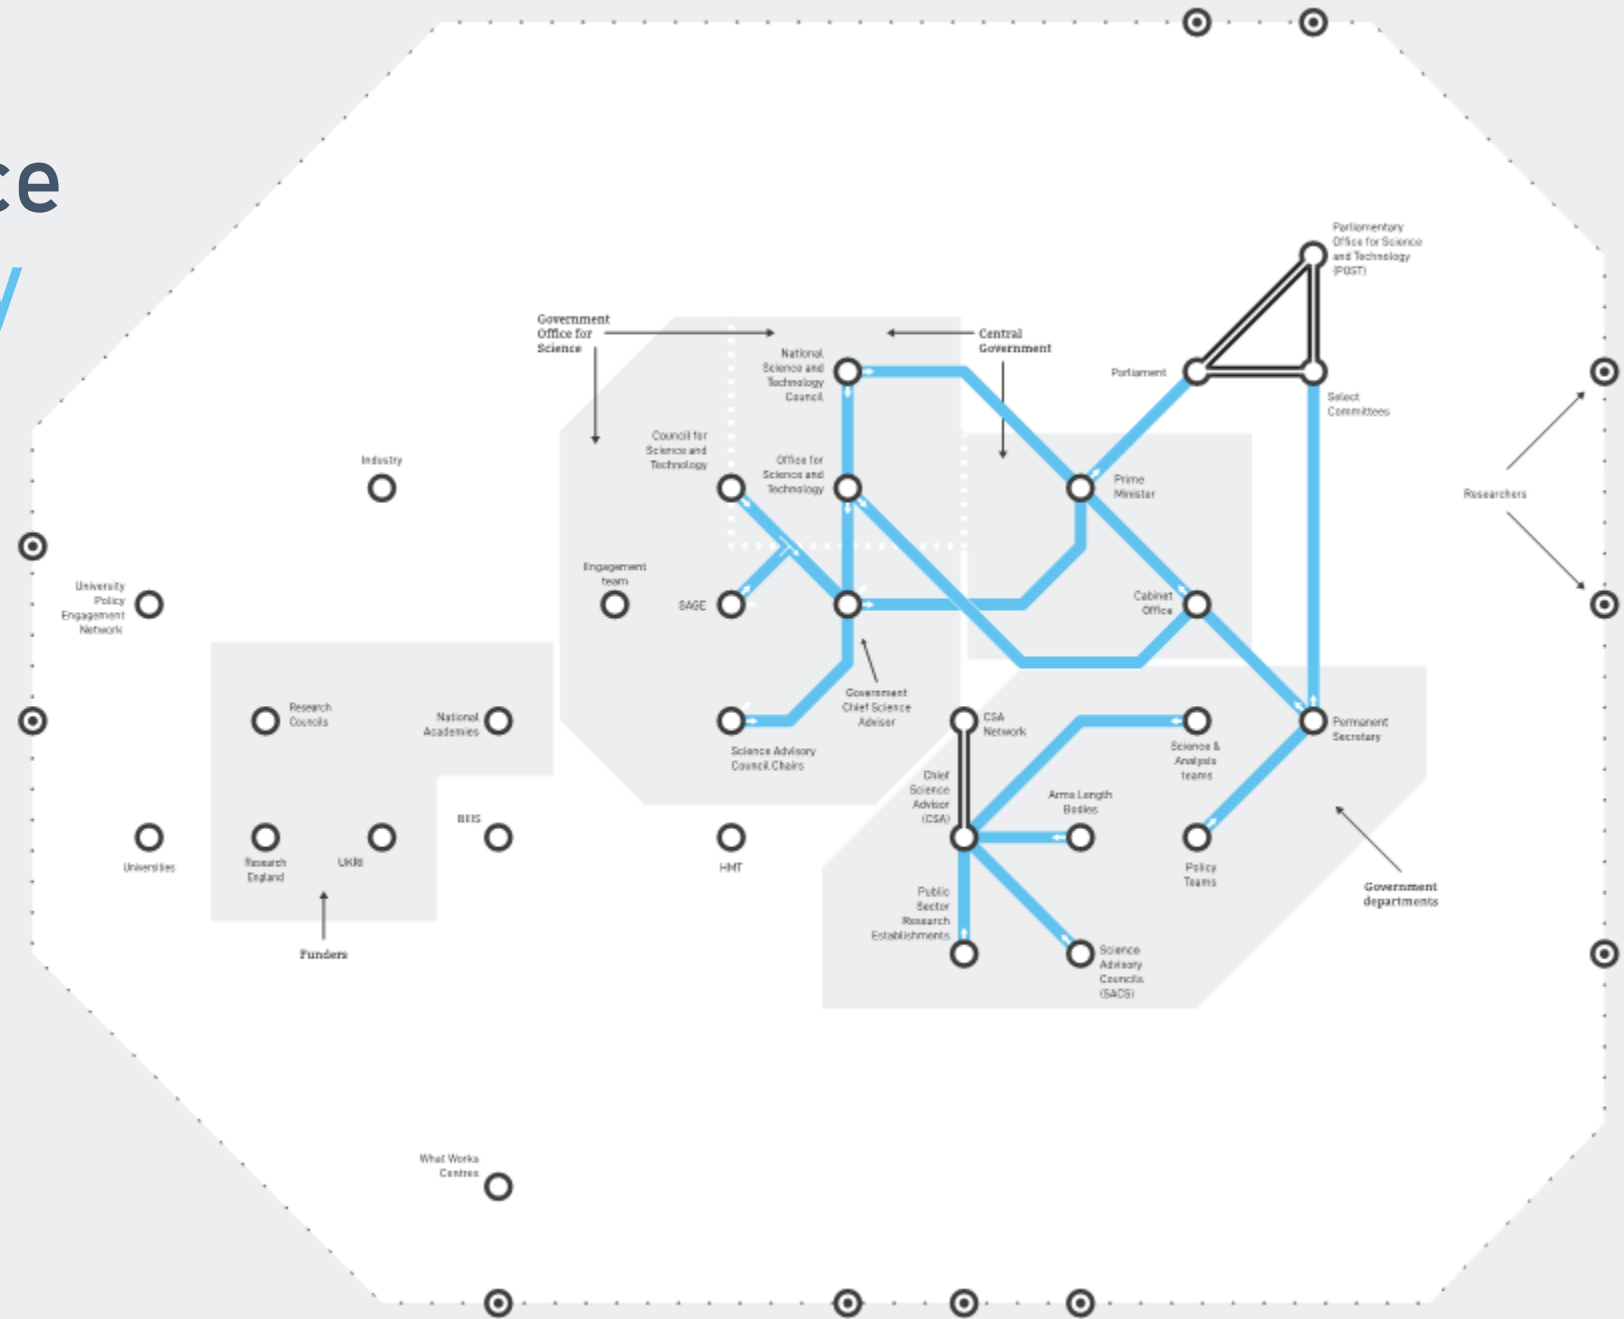 ce
y
Parliamentary
Office for Science
and Technology
(POST)
Government
Office for
Science
Central
Government
National
Science and
Technology
Council
Parliament
Select
Committees
Council for
Science and
Technology
Office for
Science and
Technology
Industry
Prime
Minister
Researchers
Engagement
team
SAGE
University
Policy
Engagement
Network
Cabinet
Office
Government
Chief Science
Advisor
Research
Councils
National
Academies
CSA
Network
Permanent
Secretary
Science Advisory
Council Chairs
Science &
Analysis
teams
Chief
Science
Advisor
(CSA)
Arms Length
Bodies
BEIS
Universities
Research
England
UKRI
HMT
Policy
Teams
Government
departments
Public
Sector
Research
Establishments
Funders
Science
Advisory
Councils
(SACS)
What Works
Centres